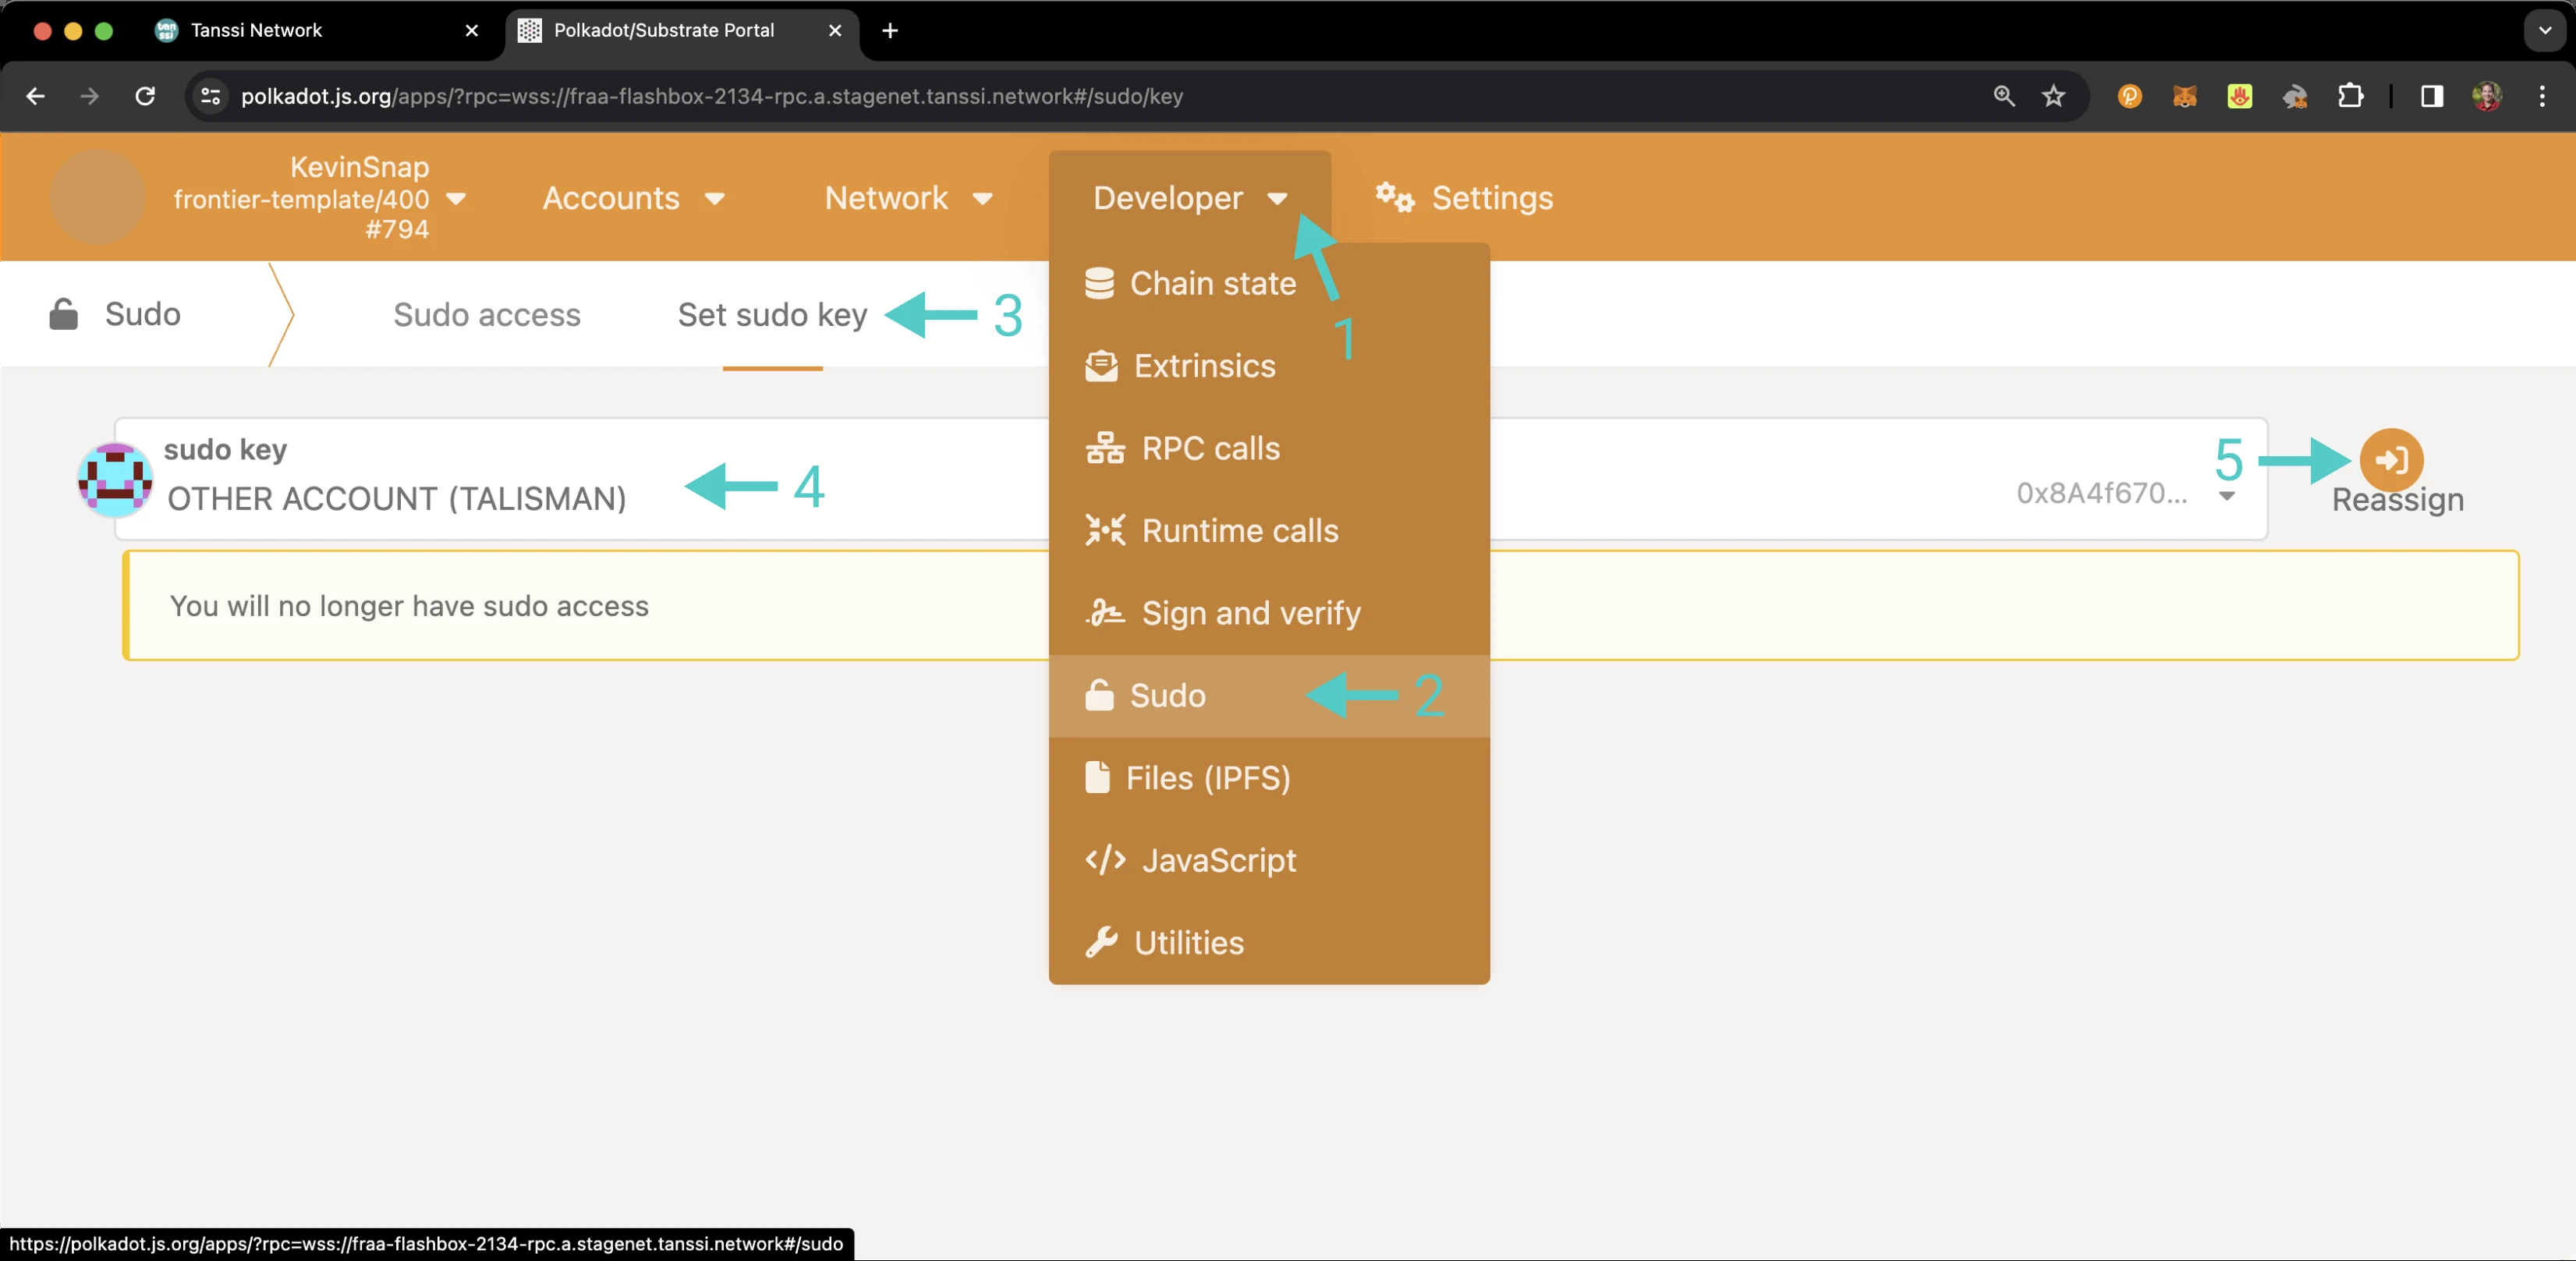 Tanssi Network
Polkadot/Substrate Portal
polkadot.js.org/apps/?rpc=wss://fraa-flashbox-2134-rpc.a.stagenet.tanssi.network#/sudo/key
KevinSnap
frontier-template/400
#794
Accounts
Network
Developer
Settings
Sudo
Sudo access
Set sudo key
3
1
Chain state
Extrinsics
RPC calls
Runtime calls
Sign and verify
Sudo
2
Files (IPFS)
</> JavaScript
Utilities
sudo key
OTHER ACCOUNT (TALISMAN)
4
0x8A4f670...
5
Reassign
You will no longer have sudo access
https://polkadot.js.org/apps/?rpc=wss://fraa-flashbox-2134-rpc.a.stagenet.tanssi.network#/sudo